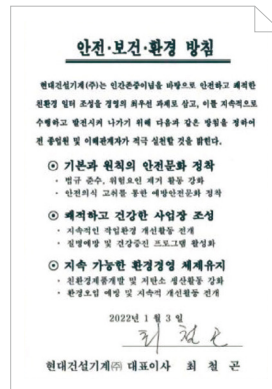 안전·보건·환경 방침
현대건설기계(주)는 인간존중이념을 바탕으로 안전하고 쾌적한
친환경 일터 조성을 경영의 최우선 과제로 삼고, 이를 지속적으로
수행하고 발전시켜 나가기 위해 다음과 같은 방침을 정하여
전 종업원 및 이해관계자가 적극 실천할 것을 밝힌다.
⊙ 기본과 원칙의 안전문화 정착
· 법규 준수, 위험요인 제거 활동 강화
· 안전의식 고취를 통한 예방안전문화 정착
⊙ 쾌적하고 건강한 사업장 조성
· 지속적인 작업환경 개선활동 전개
· 질병예방 및 건강증진 프로그램 활성화
⊙ 지속 가능한 환경경영 체제유지
· 친환경제품개발 및 저탄소 생산활동 강화
· 환경오염 예방 및 지속적 개선활동 전개
2022년 1월 3일
최철곤
현대건설기계㈜ 대표이사 최 철 곤